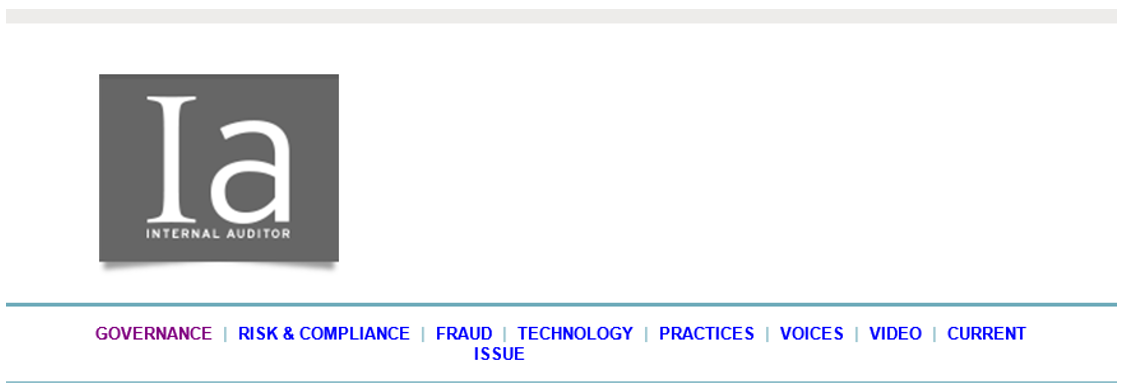 Ia
INTERNAL AUDITOR
GOVERNANCE | RISK & COMPLIANCE | FRAUD | TECHNOLOGY | PRACTICES | VOICES | VIDEO | CURRENT
ISSUE